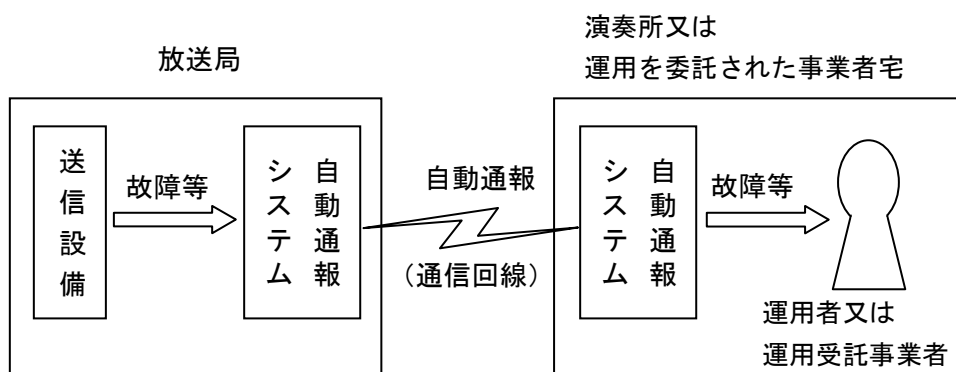 放送局
演奏所又は
運用を委託された事業者宅
送信設備
故障等
自動通報
システム
自動通報
（通信回線）
自動通報
システム
故障等
運用者又は
運用受託事業者